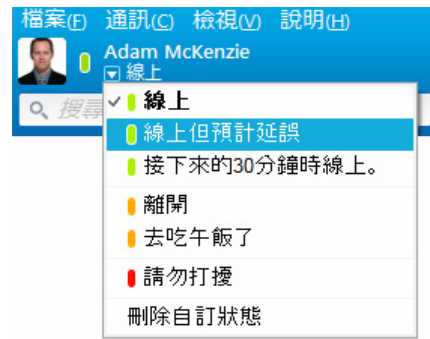 檔案(F) 通訊(C) 檢視(V) 說明(H)
Adam McKenzie
線上
搜尋
線上
線上但預計延誤
接下來的30分鐘時線上。
離開
去吃午飯了
請勿打擾
刪除自訂狀態